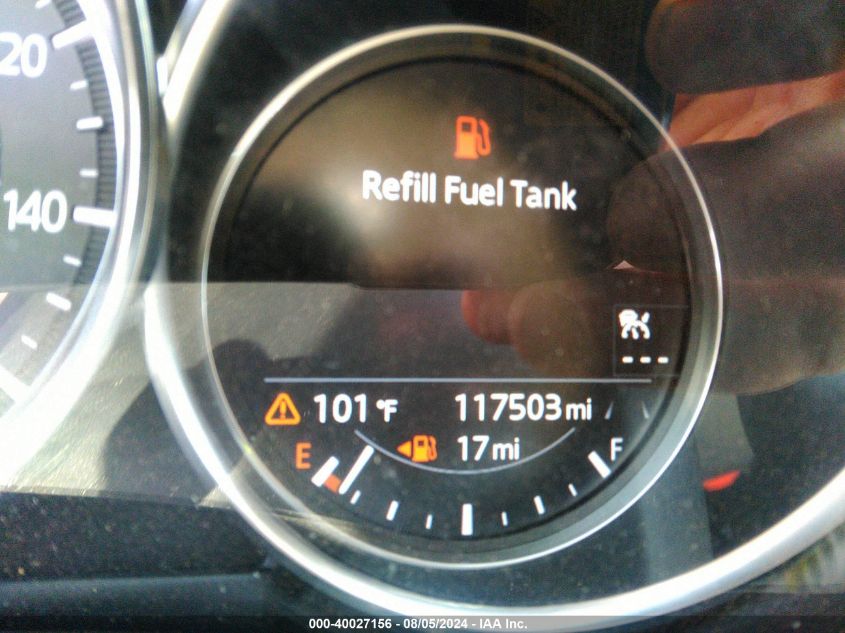 20
140
Refill Fuel Tank
- - -
101 °F 117503 mi
17 mi
E F
000-40027156 - 08/05/2024 - IAA Inc.